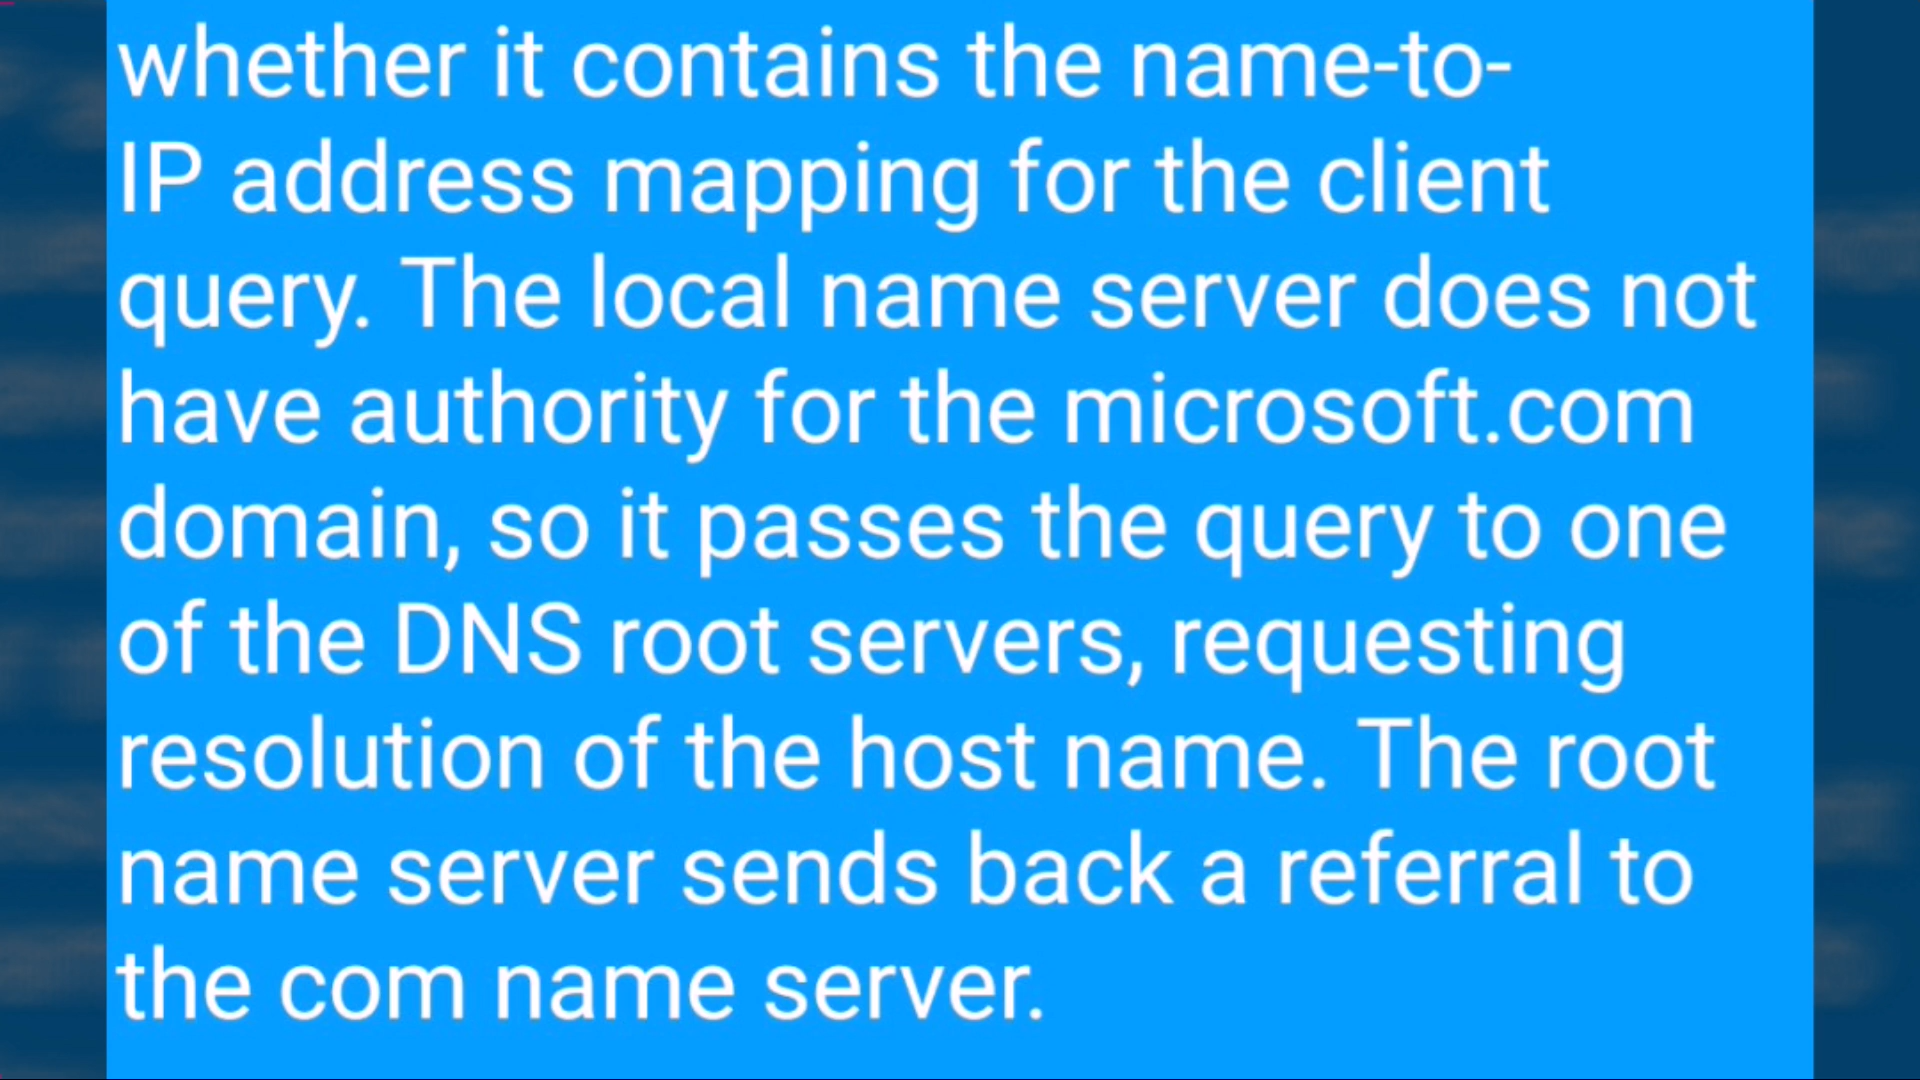 whether it contains the name-to-
IP address mapping for the client
query. The local name server does not
have authority for the microsoft.com
domain, so it passes the query to one
of the DNS root servers, requesting
resolution of the host name. The root
name server sends back a referral to
the com name server.